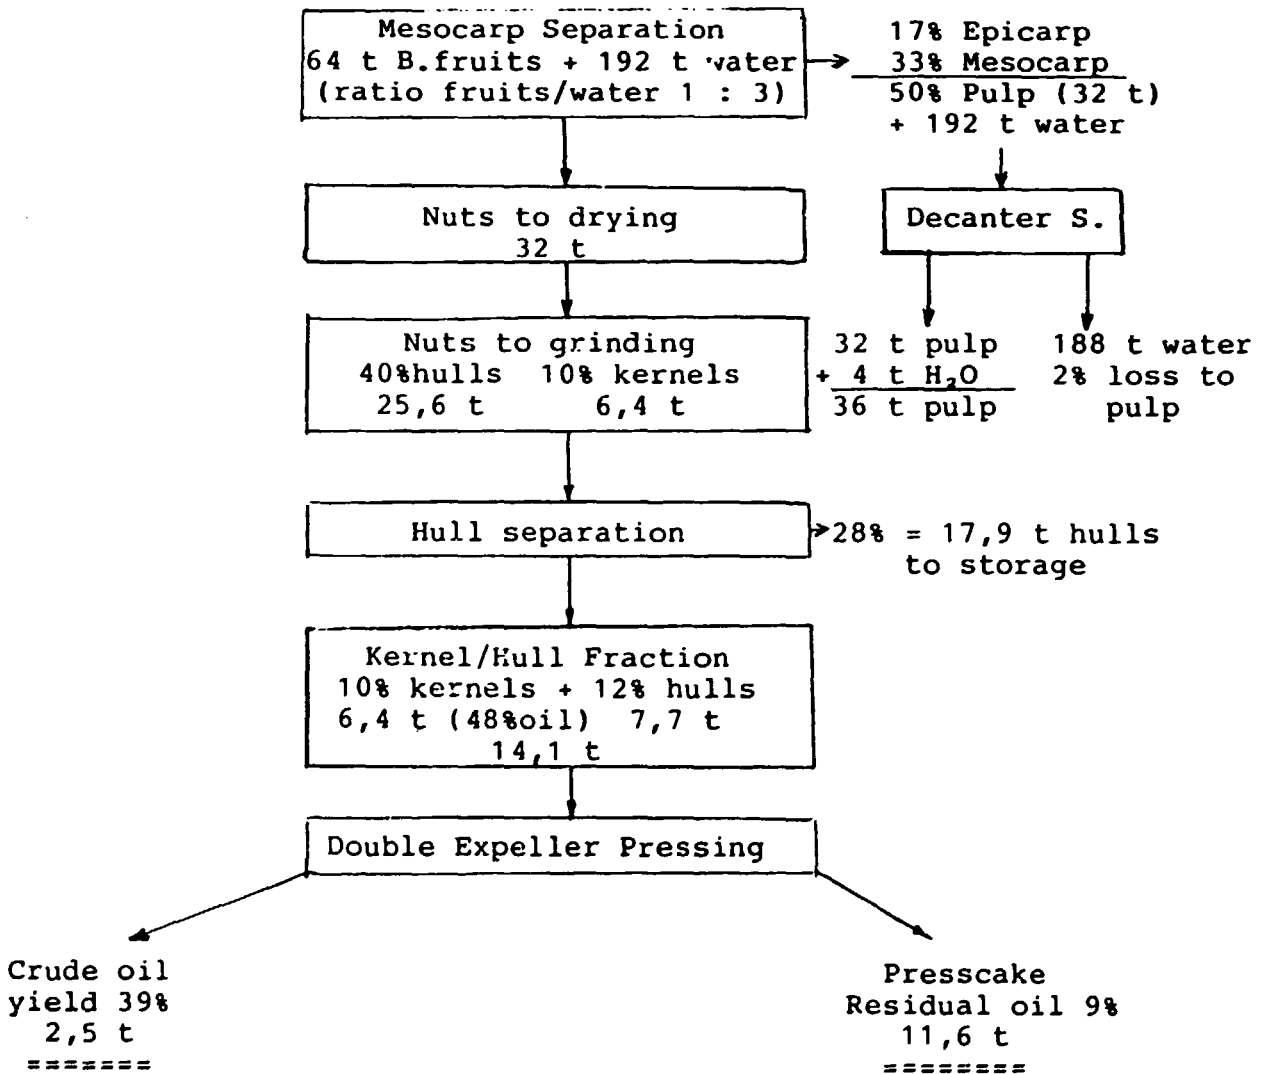 Mesocarp Separation
64 t B.fruits + 192 t water
(ratio fruits/water 1 : 3)
17% Epicarp
33% Mesocarp
50% Pulp (32 t)
+ 192 t water
Nuts to drying
32 t
Decanter S.
Nuts to grinding
40%hulls 10% kernels
25,6 t 6,4 t
32 t pulp
+ 4 t H₂O
36 t pulp
188 t water
2% loss to
pulp
Hull separation
28% = 17,9 t hulls
to storage
Kernel/Hull Fraction
10% kernels + 12% hulls
6,4 t (48%oil) 7,7 t
14,1 t
Double Expeller Pressing
Crude oil
yield 39%
2,5 t
=======
Presscake
Residual oil 9%
11,6 t
========